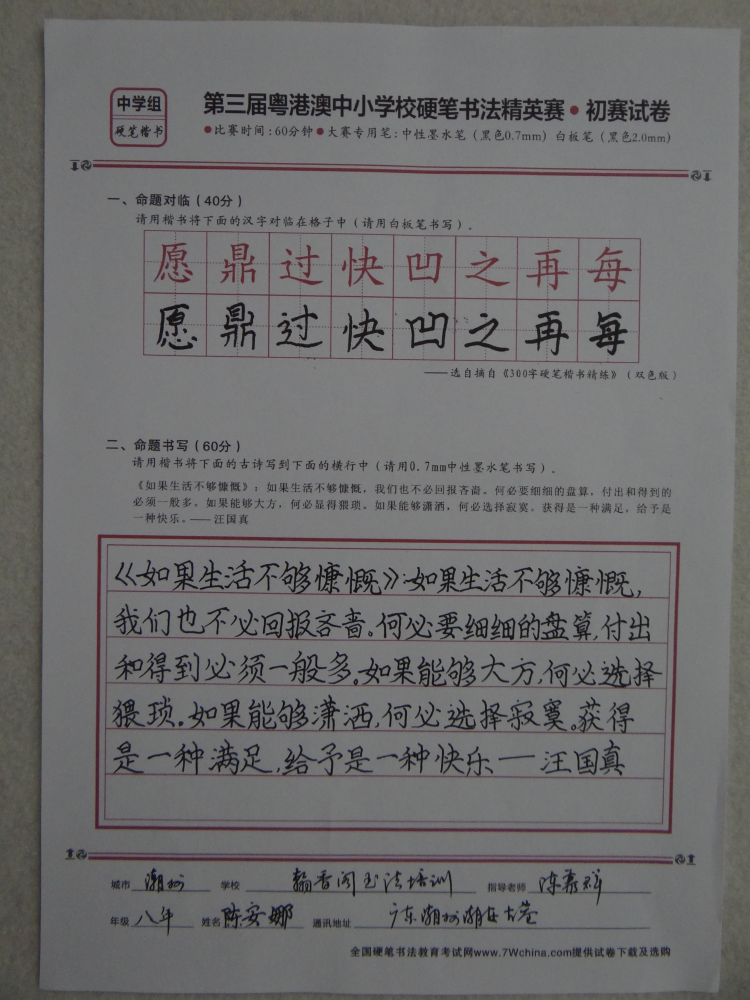 中学组
硬笔楷书
第三届粤港澳中小学校硬笔书法精英赛•初赛试卷
●比赛时间:60分钟●大赛专用笔:中性墨水笔（黑色0.7mm）白板笔（黑色2.0mm）
一、命题对临（40分）
请用楷书将下面的汉字对临在格子中（请用白板笔书写）.
愿鼎过快凹之再每
愿鼎过快凹之再每
——选自摘自《300字硬笔楷书精练》（双色版）
二、命题书写（60分）
请用楷书将下面的古诗写到下面的横行中（请用0.7mm中性墨水笔书写）.
《如果生活不够慷慨》: 如果生活不够慷慨，我们也不必回报吝啬。何必要细细的盘算，付出和得到的
必须一般多。如果能够大方，何必显得猥琐。如果能够潇洒，何必选择寂寞。获得是一种满足，给予是
一种快乐。——汪国真
《如果生活不够慷慨》:如果生活不够慷慨,
我们也不必回报吝啬。何必要细细的盘算,付出
和得到必须一般多。如果能够大方,何必选择
猥琐。如果能够潇洒,何必选择寂寞。获得
是一种满足,给予是一种快乐—汪国真
城市 潮州 学校 翰香阁书法培训 指导老师 陈
年级 八年 姓名 陈安娜 通讯地址 广东潮州潮安古巷
全国硬笔书法教育考试网www.7Wchina.com提供试卷下载及选购